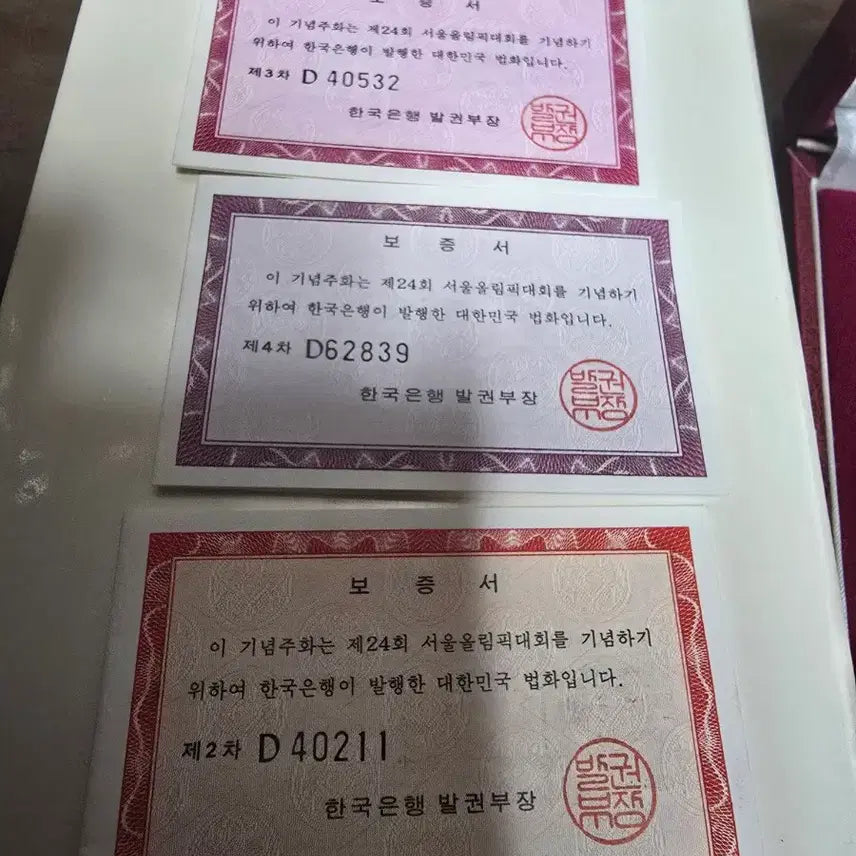 보 증 서
이 기념주화는 제24회 서울올림픽대회를 기념하기
위하여 한국은행이 발행한 대한민국 법화입니다.
제3차 D 40532
한국은행 발권부장
발권
부장
보 증 서
이 기념주화는 제24회 서울올림픽대회를 기념하기
위하여 한국은행이 발행한 대한민국 법화입니다.
제4차 D62839
한국은행 발권부장
발권
부장
보 증 서
이 기념주화는 제24회 서울올림픽대회를 기념하기
위하여 한국은행이 발행한 대한민국 법화입니다.
제2차 D 40211
한국은행 발권부장
발권
부장